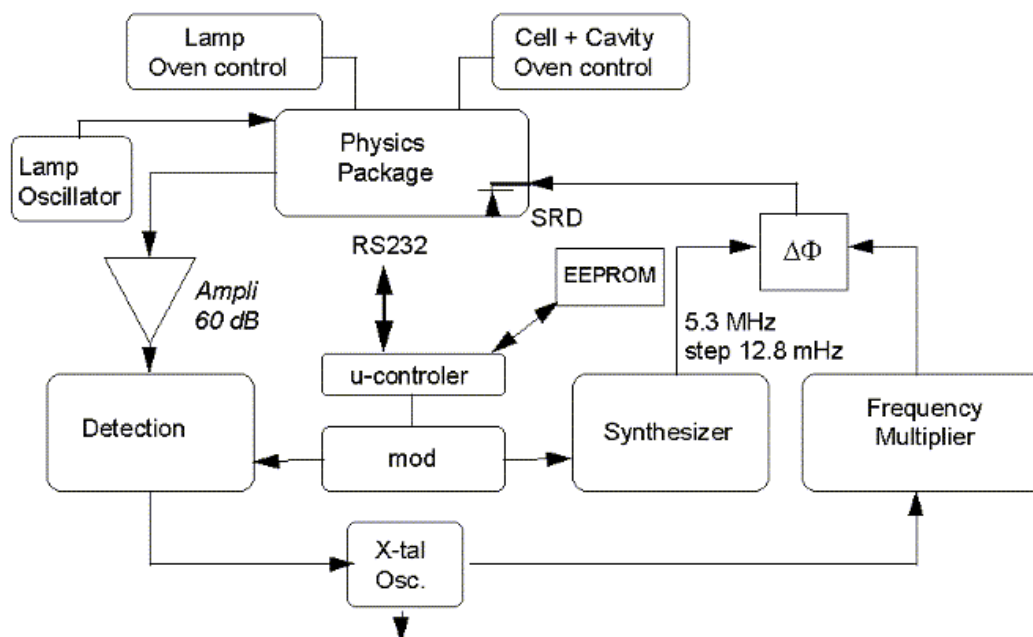 Lamp
Oven control
Cell + Cavity
Oven control
Physics
Package
Lamp
Oscillator
SRD
RS232
EEPROM
ΔΦ
Ampli
60 dB
5.3 MHz
step 12.8 mHz
u-controler
Detection
mod
Synthesizer
Frequency
Multiplier
X-tal
Osc.